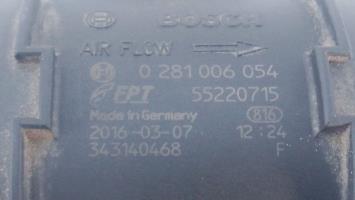 BOSCH
AIR FLOW
0 281 006 054
FPT 55220715
Made in Germany 816
2016-03-07 12:24
343140468 F